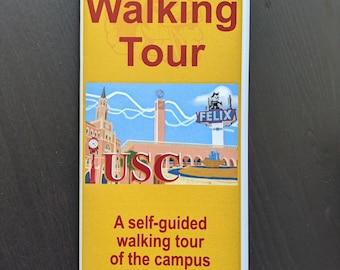 Walking
Tour
FELIX
USC
A self-guided
walking tour
of the campus